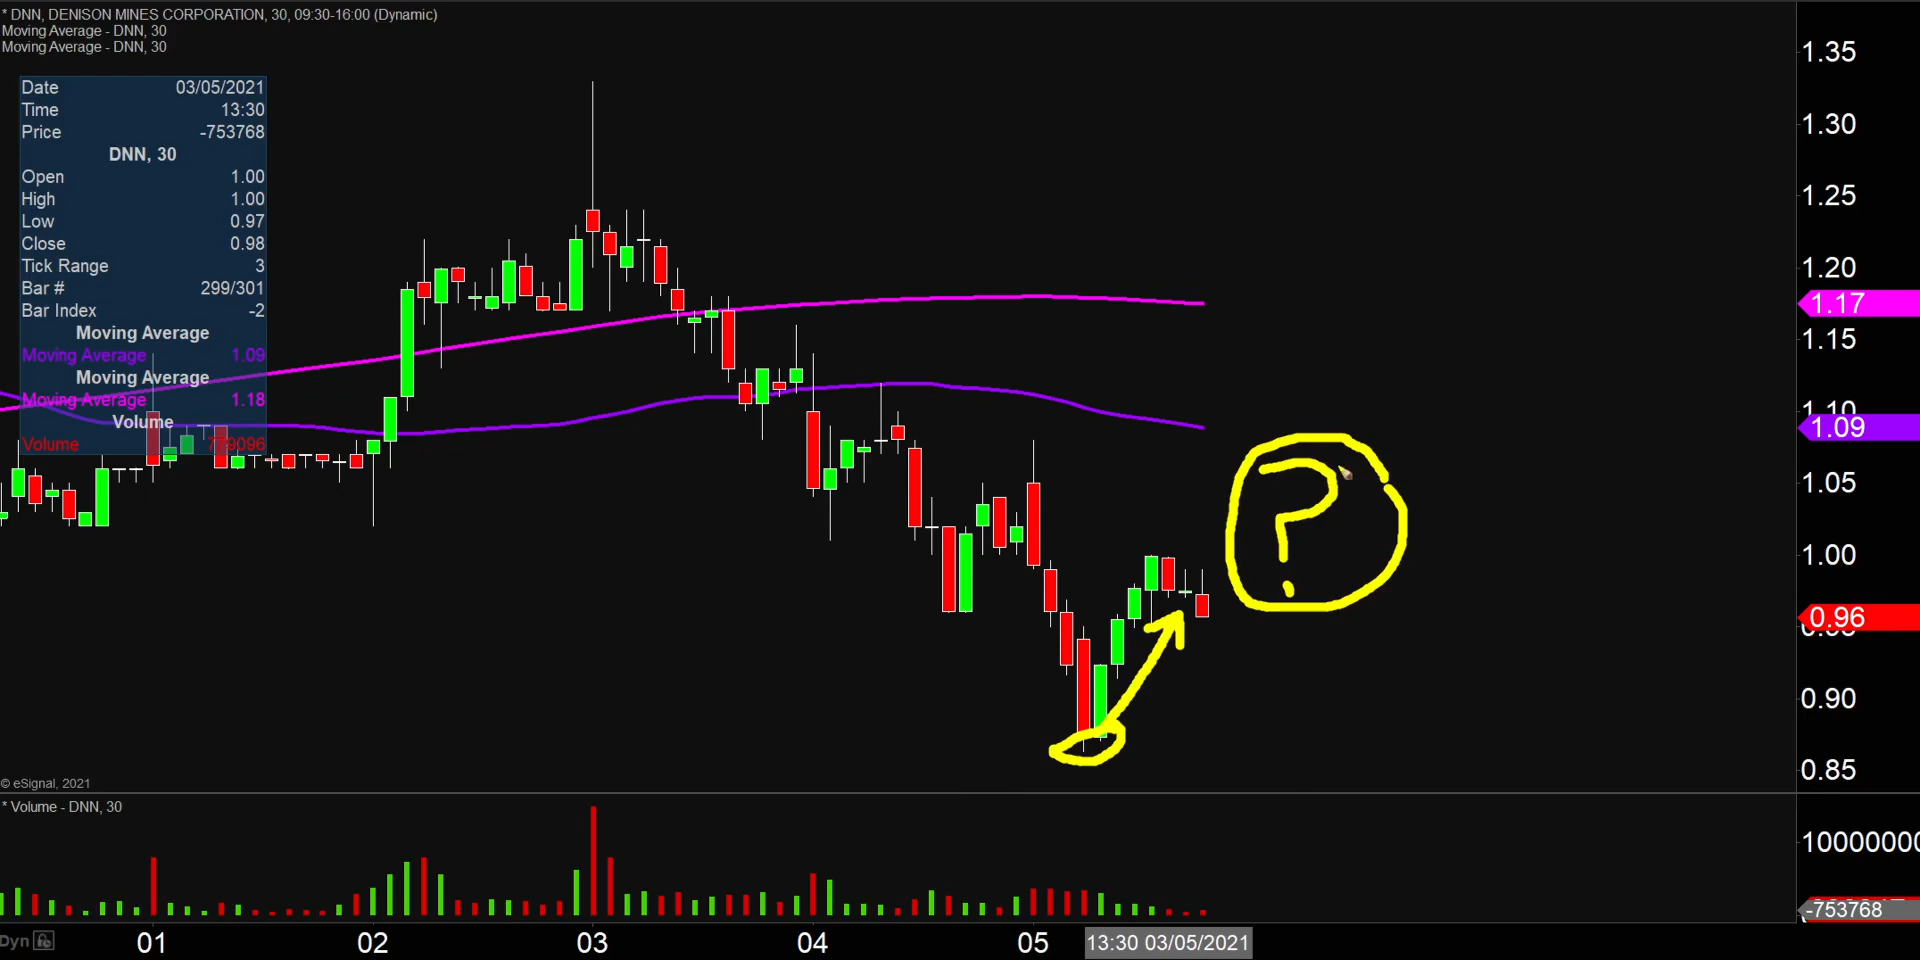 * DNN, DENISON MINES CORPORATION, 30, 09:30-16:00 (Dynamic)
Moving Average - DNN, 30
Moving Average - DNN, 30
Date 03/05/2021
Time 13:30
Price -753768
DNN, 30
Open 1.00
High 1.00
Low 0.97
Close 0.98
Tick Range 3
Bar # 299/301
Bar Index -2
Moving Average
Moving Average 1.09
Moving Average
Moving Average 1.18
Volume
Volume
1.35
1.30
1.25
1.20
1.17
1.15
1.10
1.09
1.05
1.00
0.96
0.90
0.85
?
© eSignal, 2021
* Volume - DNN, 30
10000000
-753768
Dyn
01 02 03 04 05 13:30 03/05/2021